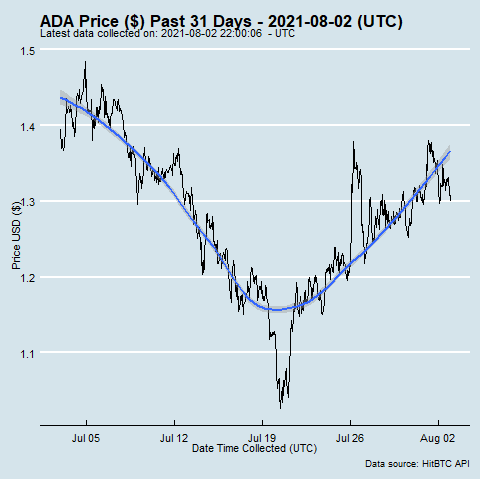 ADA Price ($) Past 31 Days - 2021-08-02 (UTC)
Latest data collected on: 2021-08-02 22:00:06 - UTC
1.5
1.4
1.3
1.2
1.1
Price USD ($)
Jul 05 Jul 12 Jul 19 Jul 26 Aug 02
Date Time Collected (UTC)
Data source: HitBTC API